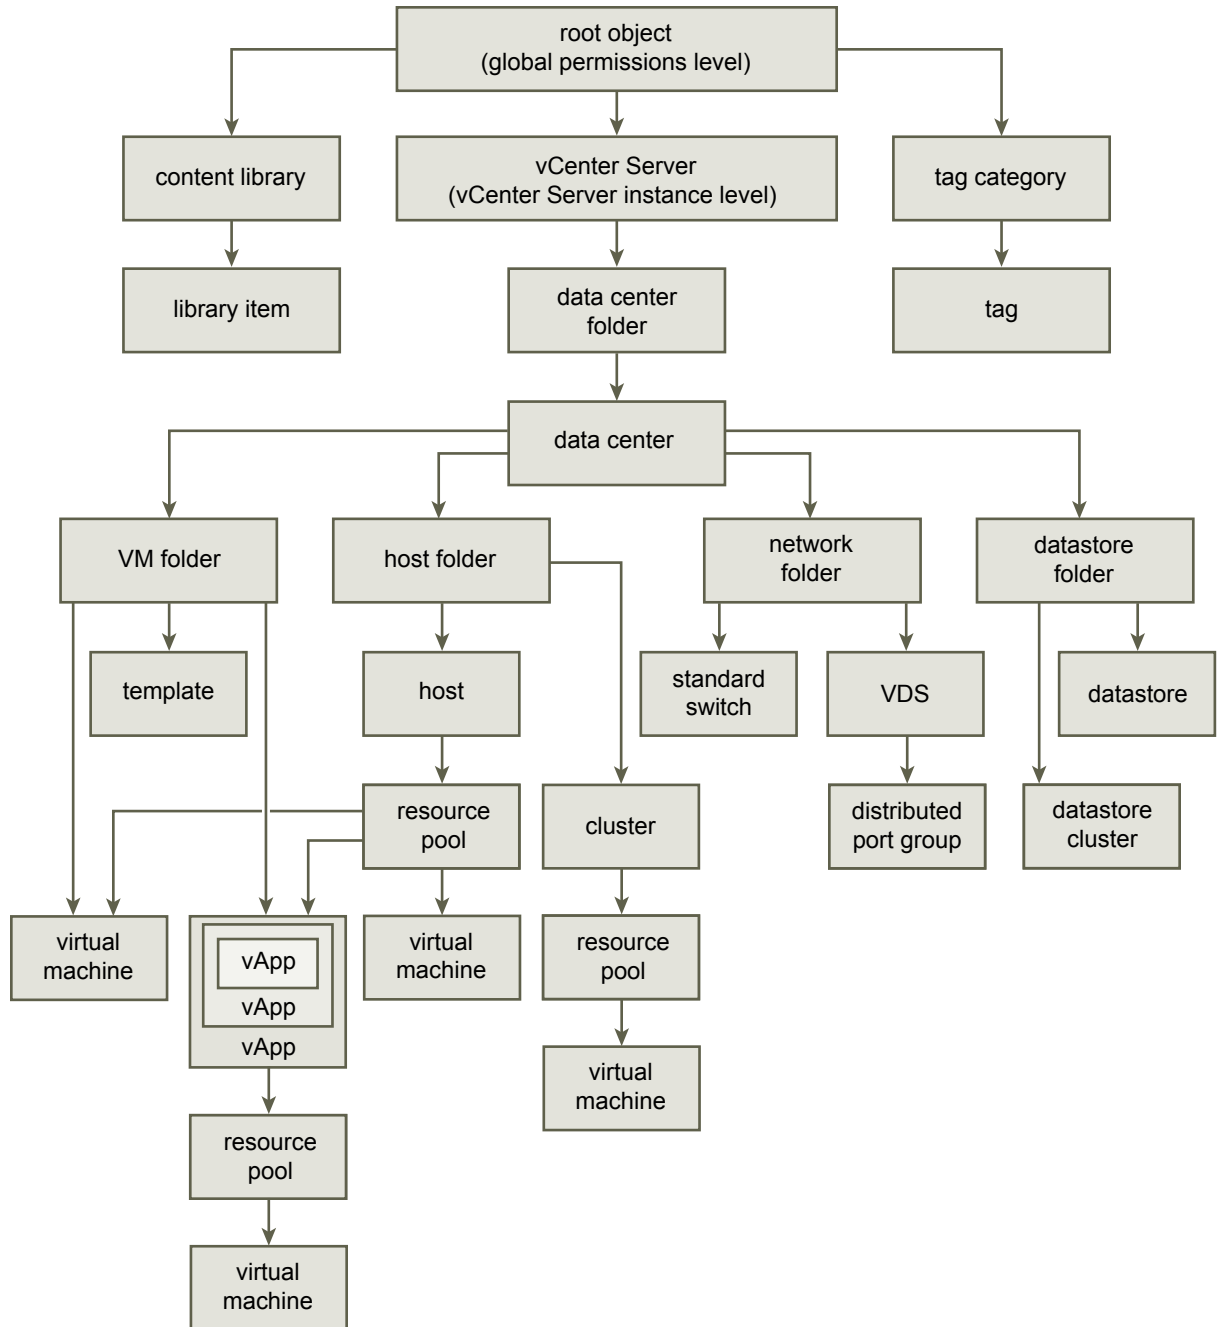 root object
(global permissions level)
content library
vCenter Server
(vCenter Server instance level)
tag category
library item
data center
folder
tag
data center
VM folder
host folder
network
folder
datastore
folder
template
host
standard
switch
VDS
datastore
resource
pool
cluster
distributed
port group
datastore
cluster
virtual
machine
vApp
vApp
vApp
virtual
machine
resource
pool
virtual
machine
resource
pool
virtual
machine